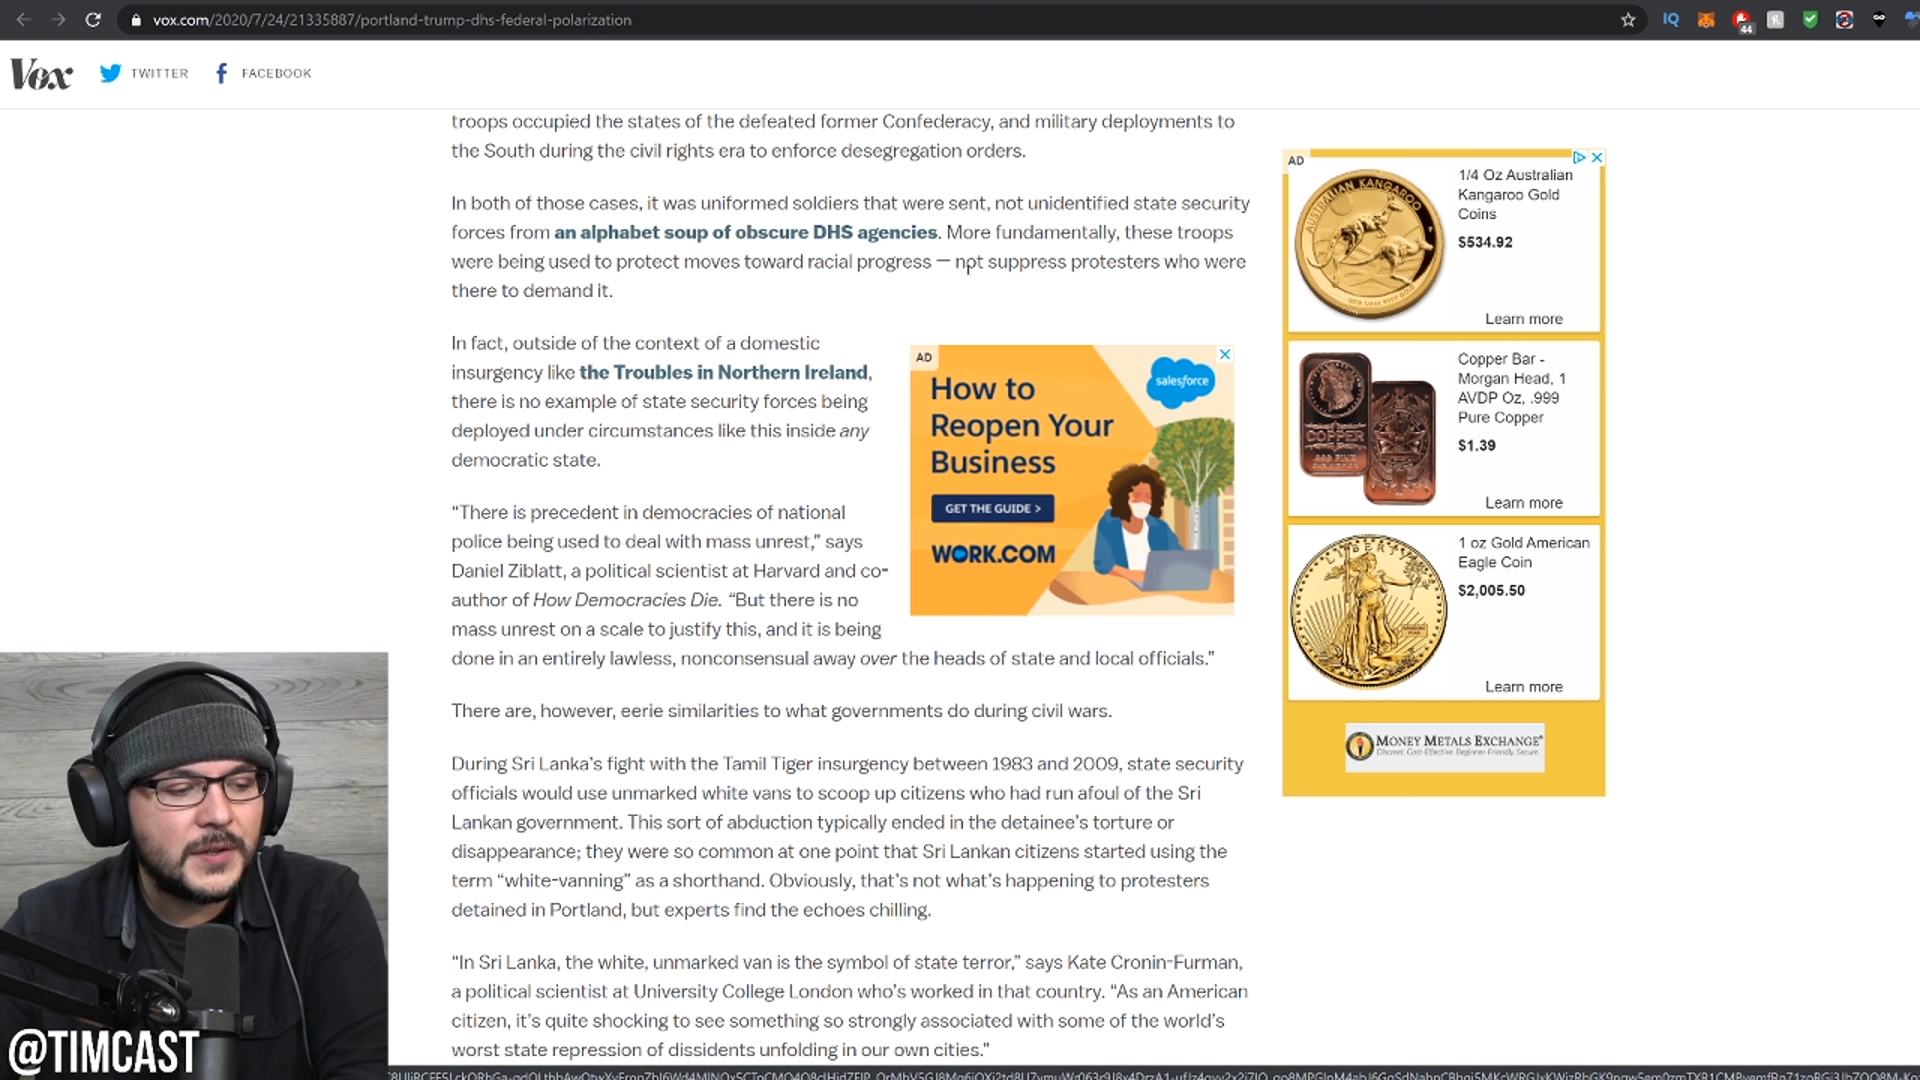 vox.com/2020/7/24/21335887/portland-trump-dhs-federal-polarization
IQ
44
Vox
TWITTER
FACEBOOK
troops occupied the states of the defeated former Confederacy, and military deployments to
the South during the civil rights era to enforce desegregation orders.
In both of those cases, it was uniformed soldiers that were sent, not unidentified state security
forces from an alphabet soup of obscure DHS agencies. More fundamentally, these troops
were being used to protect moves toward racial progress — not suppress protesters who were
there to demand it.
In fact, outside of the context of a domestic
insurgency like the Troubles in Northern Ireland,
there is no example of state security forces being
deployed under circumstances like this inside any
democratic state.
“There is precedent in democracies of national
police being used to deal with mass unrest,” says
Daniel Ziblatt, a political scientist at Harvard and co-
author of How Democracies Die. “But there is no
mass unrest on a scale to justify this, and it is being
done in an entirely lawless, nonconsensual away over the heads of state and local officials.”
There are, however, eerie similarities to what governments do during civil wars.
During Sri Lanka’s fight with the Tamil Tiger insurgency between 1983 and 2009, state security
officials would use unmarked white vans to scoop up citizens who had run afoul of the Sri
Lankan government. This sort of abduction typically ended in the detainee’s torture or
disappearance; they were so common at one point that Sri Lankan citizens started using the
term “white-vanning” as a shorthand. Obviously, that’s not what’s happening to protesters
detained in Portland, but experts find the echoes chilling.
“In Sri Lanka, the white, unmarked van is the symbol of state terror,” says Kate Cronin-Furman,
a political scientist at University College London who’s worked in that country. “As an American
citizen, it’s quite shocking to see something so strongly associated with some of the world’s
worst state repression of dissidents unfolding in our own cities.”
AD
How to
Reopen Your
Business
salesforce
GET THE GUIDE >
WORK.COM
AD
AUSTRALIAN KANGAROO
1/4 Oz Australian
Kangaroo Gold
Coins
$534.92
Learn more
COPPER
Copper Bar -
Morgan Head, 1
AVDP Oz, .999
Pure Copper
$1.39
Learn more
LIBERTY
1 oz Gold American
Eagle Coin
$2,005.50
Learn more
MONEY METALS EXCHANGE
Discreet. Cost-Effective. Beginner-Friendly. Secure.
@TIMCAST